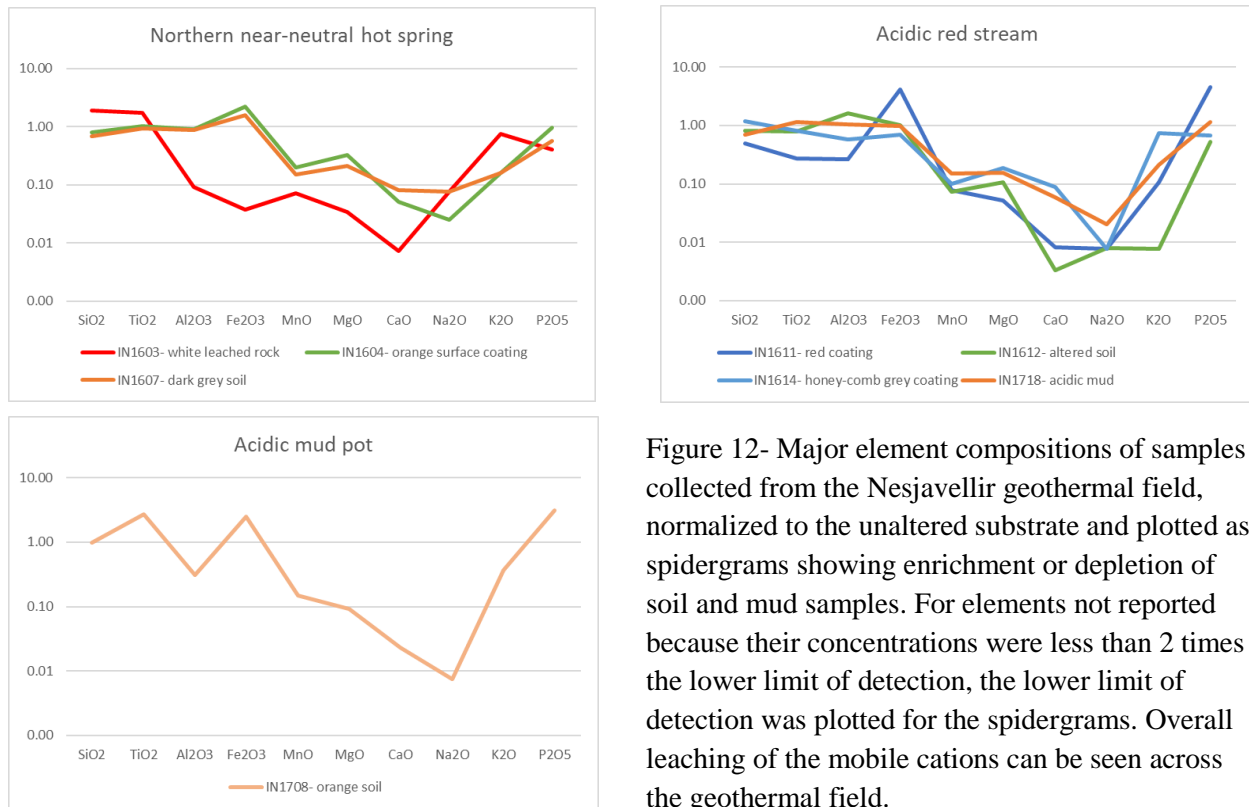 Northern near-neutral hot spring
10.00
1.00
0.10
0.01
0.00
SiO2 TiO2 Al2O3 Fe2O3 MnO MgO CaO Na2O K2O P2O5
IN1603- white leached rock IN1604- orange surface coating
IN1607- dark grey soil
Acidic red stream
10.00
1.00
0.10
0.01
0.00
SiO2 TiO2 Al2O3 Fe2O3 MnO MgO CaO Na2O K2O P2O5
IN1611- red coating IN1612- altered soil
IN1614- honey-comb grey coating IN1718- acidic mud
Acidic mud pot
10.00
1.00
0.10
0.01
0.00
SiO2 TiO2 Al2O3 Fe2O3 MnO MgO CaO Na2O K2O P2O5
IN1708- orange soil
Figure 12- Major element compositions of samples
collected from the Nesjavellir geothermal field,
normalized to the unaltered substrate and plotted as
spidergrams showing enrichment or depletion of
soil and mud samples. For elements not reported
because their concentrations were less than 2 times
the lower limit of detection, the lower limit of
detection was plotted for the spidergrams. Overall
leaching of the mobile cations can be seen across
the geothermal field.